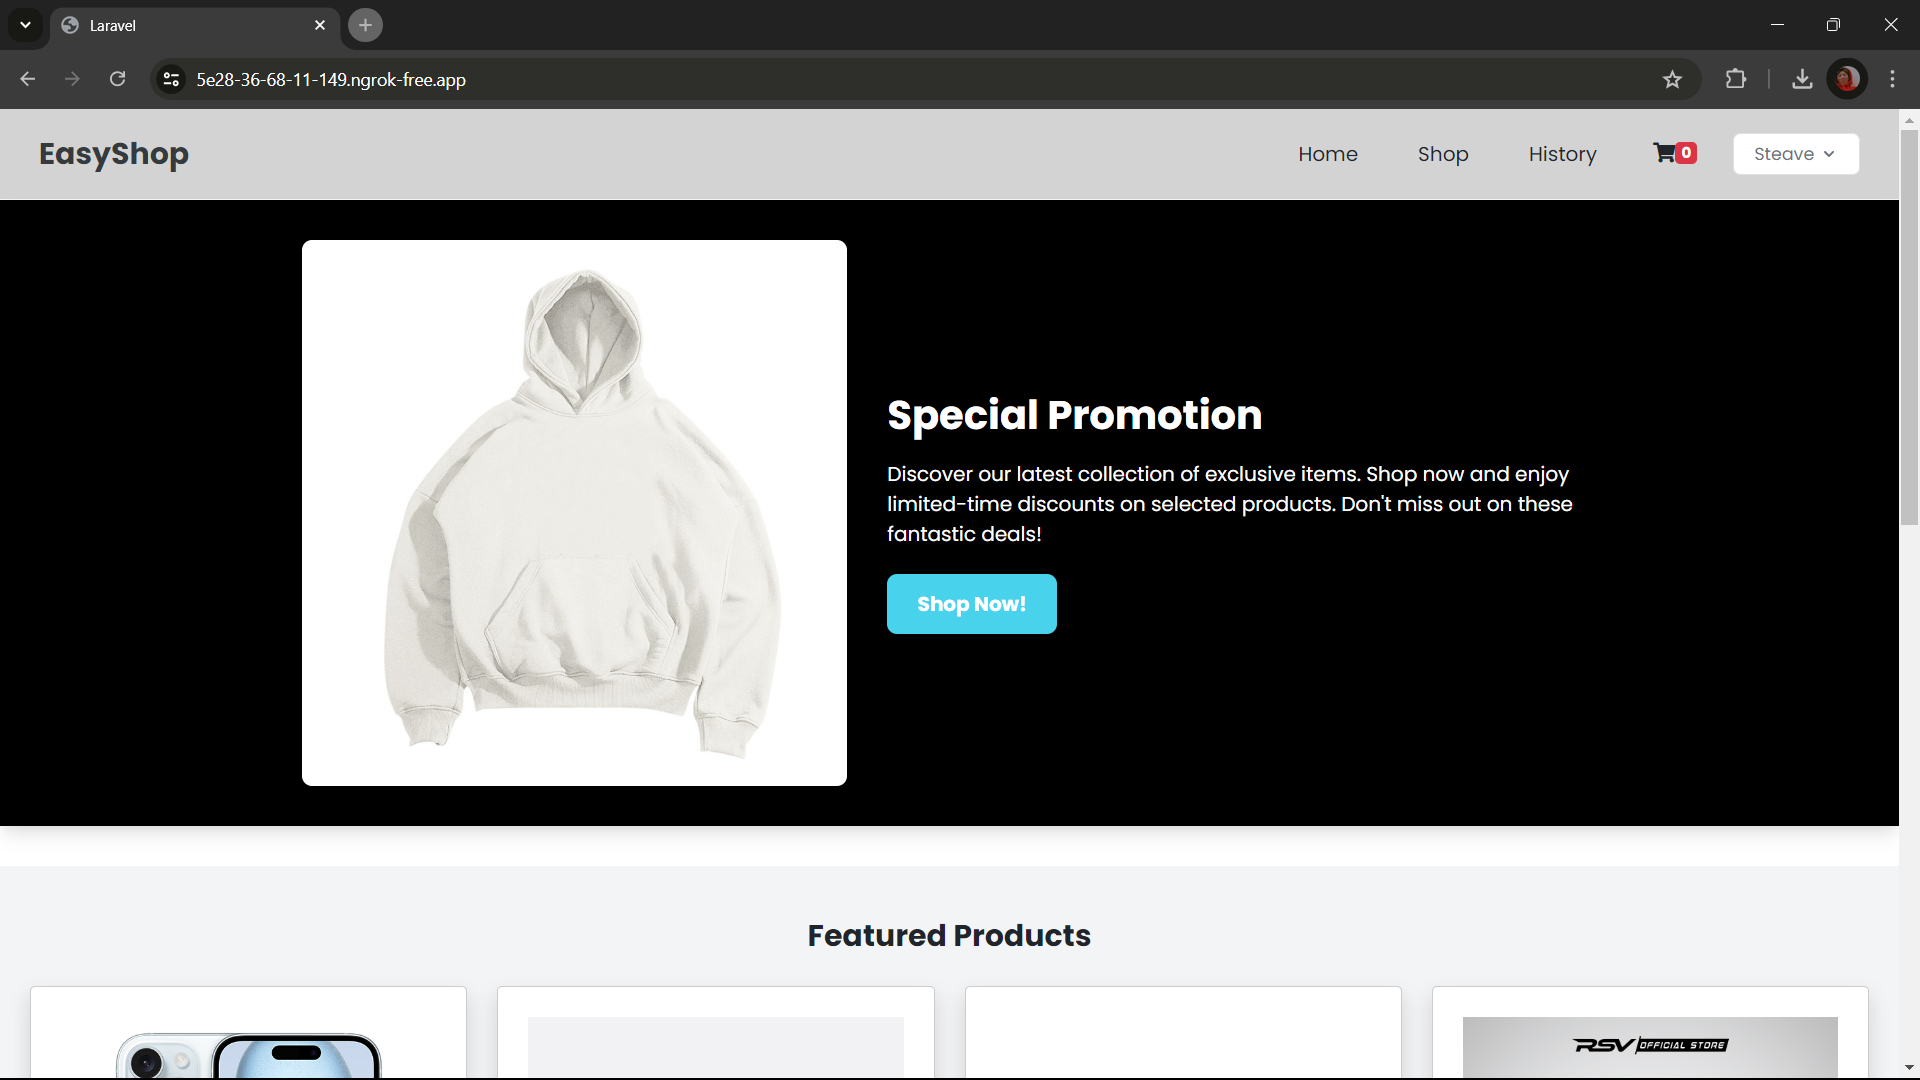 Laravel
5e28-36-68-11-149.ngrok-free.app
EasyShop
Home
Shop
History
0
Steave
Special Promotion
Discover our latest collection of exclusive items. Shop now and enjoy
limited-time discounts on selected products. Don't miss out on these
fantastic deals!
Shop Now!
Featured Products
RSV OFFICIAL STORE